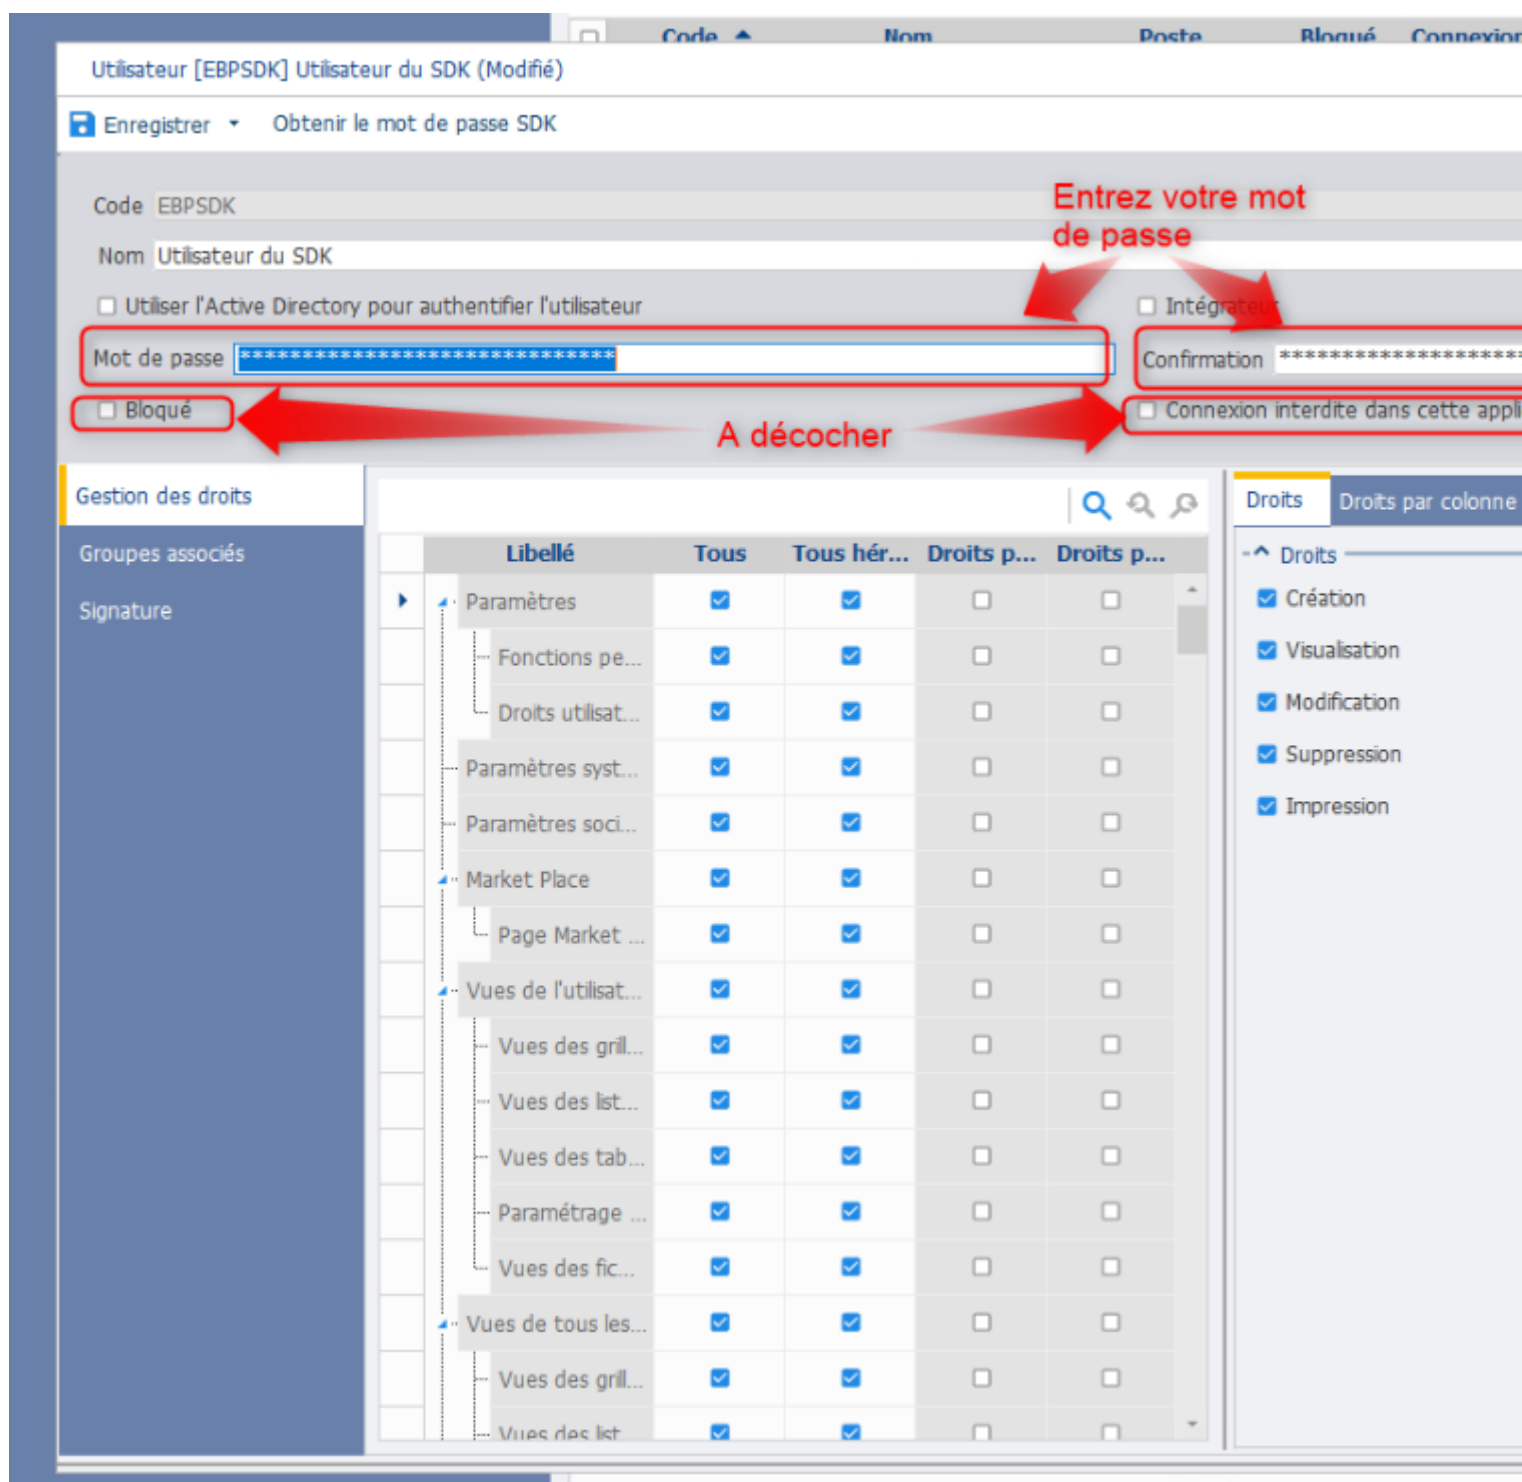 Code Nom Poste Bloqué Connexion
Utilisateur [EBPSDK] Utilisateur du SDK (Modifié)
Enregistrer Obtenir le mot de passe SDK
Entrez votre mot
de passe
Code EBPSDK
Nom Utilisateur du SDK
Utiliser l'Active Directory pour authentifier l'utilisateur Intégrateur
Mot de passe ****************************** Confirmation ********************
Bloqué A décocher Connexion interdite dans cette appli
Gestion des droits
Groupes associés
Signature
Libellé Tous Tous hér... Droits p... Droits p...
Paramètres
Fonctions pe...
Droits utilisat...
Paramètres syst...
Paramètres soci...
Market Place
Page Market ...
Vues de l'utilisat...
Vues des grill...
Vues des list...
Vues des tab...
Paramétrage ...
Vues des fic...
Vues de tous les...
Vues des grill...
Vues des list
Droits Droits par colonne
Droits
Création
Visualisation
Modification
Suppression
Impression